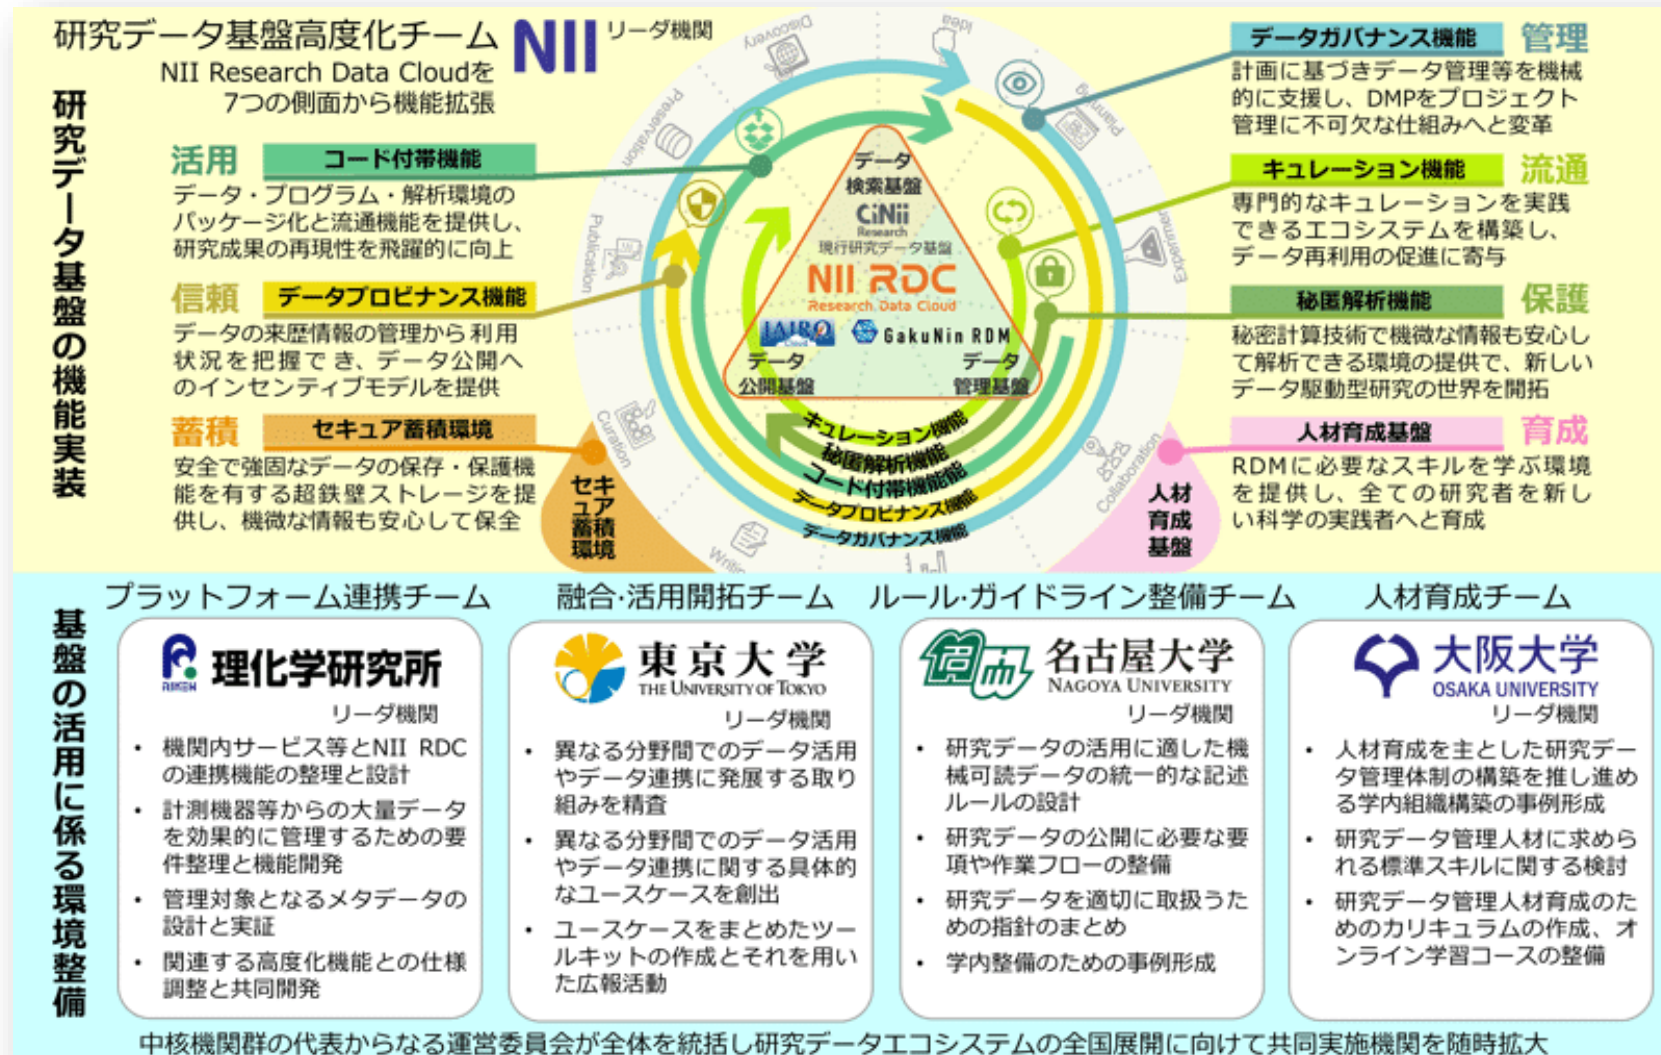 研究データ基盤高度化チーム
NII
リーダ機関
NII Research Data Cloudを
7つの側面から機能拡張
研究データ基盤の機能実装
活用
コード付帯機能
データ・プログラム・解析環境の
パッケージ化と流通機能を提供し、
研究成果の再現性を飛躍的に向上
信頼
データプロビナンス機能
データの来歴情報の管理から利用
状況を把握でき、データ公開へ
のインセンティブモデルを提供
蓄積
セキュア蓄積環境
安全で強固なデータの保存・保護機
能を有する超鉄壁ストレージを提
供し、機微な情報も安心して保全
Discovery
Idea
Planning
Experiment
Collaboration
Writing
Curation
Publication
Preservation
データ
検索基盤
CiNii
Research
現行研究データ基盤
NII RDC
Research Data Cloud
JAIRO
Cloud
GakuNin RDM
データ
公開基盤
データ
管理基盤
キュレーション機能
秘匿解析機能
コード付帯機能能
データプロビナンス機能
データガバナンス機能
セキュア蓄積環境
人材
育成
基盤
データガバナンス機能
管理
計画に基づきデータ管理等を機械
的に支援し、DMPをプロジェクト
管理に不可欠な仕組みへと変革
キュレーション機能
流通
専門的なキュレーションを実践
できるエコシステムを構築し、
データ再利用の促進に寄与
秘匿解析機能
保護
秘密計算技術で機微な情報も安心し
て解析できる環境の提供で、新しい
データ駆動型研究の世界を開拓
人材育成基盤
育成
RDMに必要なスキルを学ぶ環境
を提供し、全ての研究者を新し
い科学の実践者へと育成
基盤の活用に係る環境整備
プラットフォーム連携チーム
RIKEN
理化学研究所
リーダ機関
• 機関内サービス等とNII RDC
の連携機能の整理と設計
• 計測機器等からの大量データ
を効果的に管理するための要
件整理と機能開発
• 管理対象となるメタデータの
設計と実証
• 関連する高度化機能との仕様
調整と共同開発
融合·活用開拓チーム
東京大学
THE UNIVERSITY OF TOKYO
リーダ機関
• 異なる分野間でのデータ活用
やデータ連携に発展する取り
組みを精査
• 異なる分野間でのデータ活用
やデータ連携に関する具体的
なユースケースを創出
• ユースケースをまとめたツー
ルキットの作成とそれを用い
た広報活動
ルール·ガイドライン整備チーム
名古屋大学
NAGOYA UNIVERSITY
リーダ機関
• 研究データの活用に適した機
械可読データの統一的な記述
ルールの設計
• 研究データの公開に必要な要
項や作業フローの整備
• 研究データを適切に取扱うた
めの指針のまとめ
• 学内整備のための事例形成
人材育成チーム
大阪大学
OSAKA UNIVERSITY
リーダ機関
• 人材育成を主とした研究デー
タ管理体制の構築を推し進め
る学内組織構築の事例形成
• 研究データ管理人材に求めら
れる標準スキルに関する検討
• 研究データ管理人材育成のた
めのカリキュラムの作成、オ
ンライン学習コースの整備
中核機関群の代表からなる運営委員会が全体を統括し研究データエコシステムの全国展開に向けて共同実施機関を随時拡大